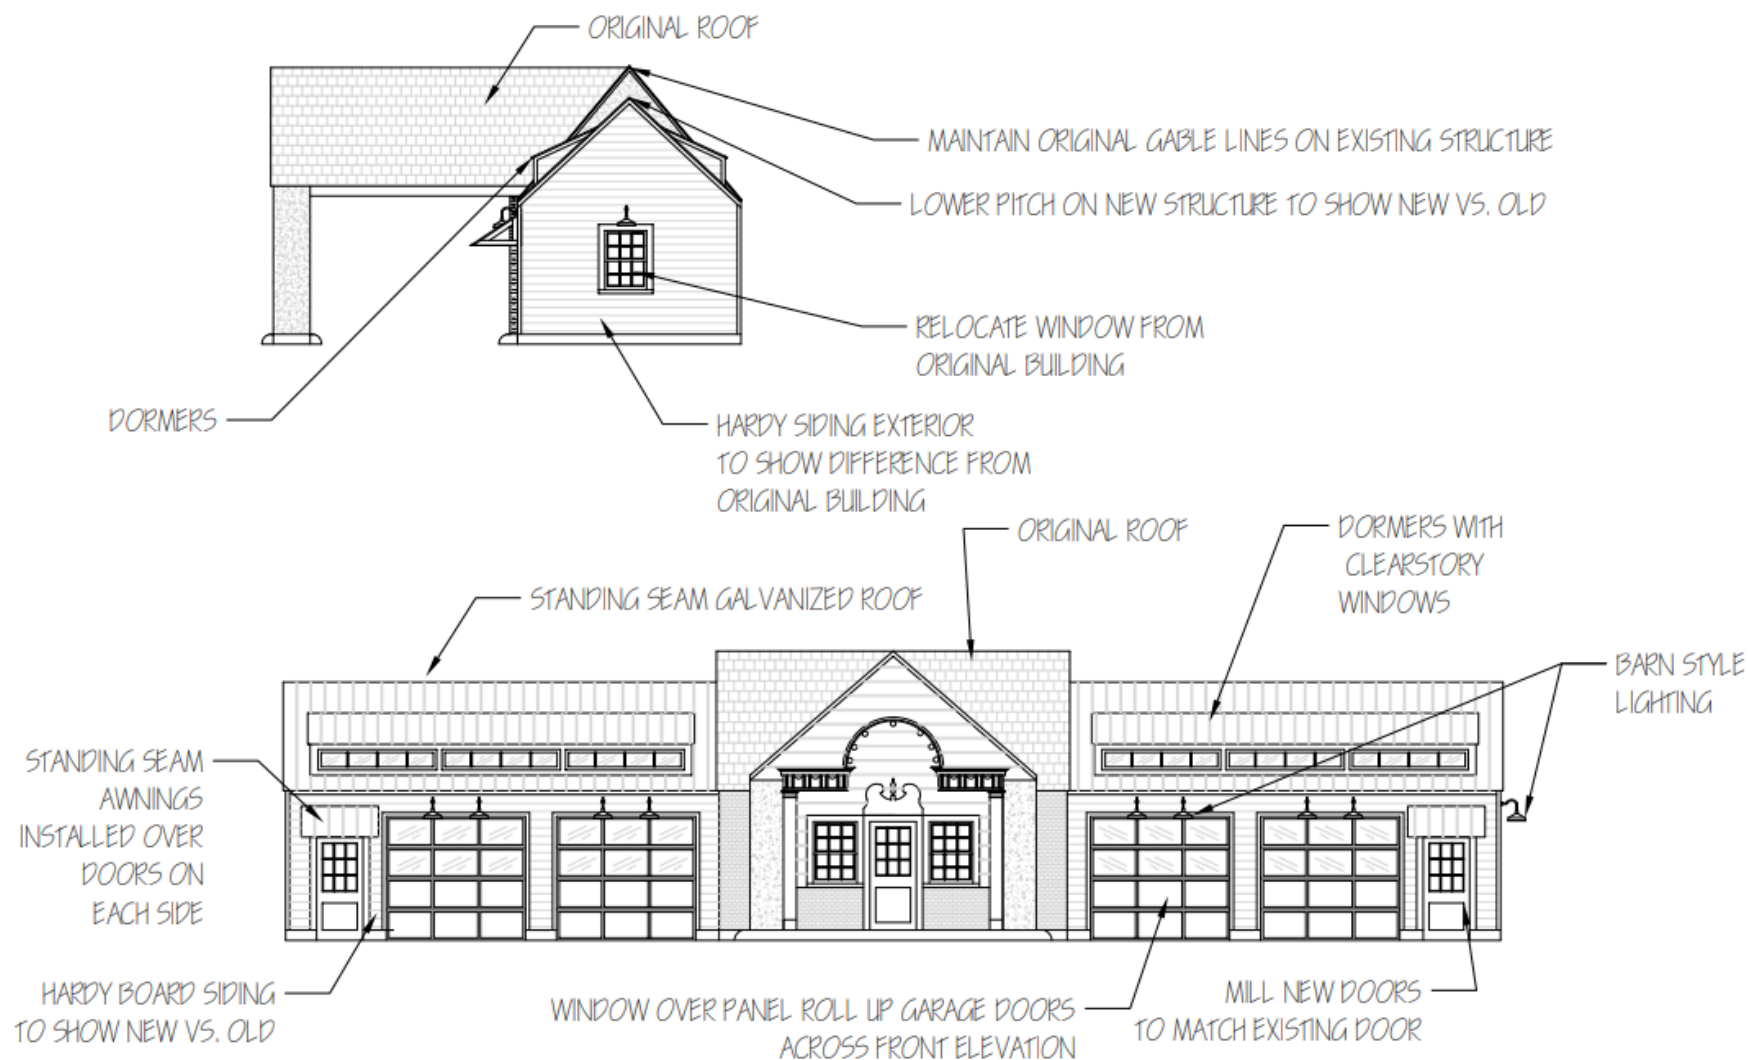 ORIGINAL ROOF
MAINTAIN ORIGINAL GABLE LINES ON EXISTING STRUCTURE
LOWER PITCH ON NEW STRUCTURE TO SHOW NEW VS. OLD
RELOCATE WINDOW FROM
ORIGINAL BUILDING
DORMERS
HARDY SIDING EXTERIOR
TO SHOW DIFFERENCE FROM
ORIGINAL BUILDING
ORIGINAL ROOF
DORMERS WITH
CLEARSTORY
WINDOWS
STANDING SEAM GALVANIZED ROOF
BARN STYLE
LIGHTING
STANDING SEAM
AWNINGS
INSTALLED OVER
DOORS ON
EACH SIDE
HARDY BOARD SIDING
TO SHOW NEW VS. OLD
WINDOW OVER PANEL ROLL UP GARAGE DOORS
ACROSS FRONT ELEVATION
MILL NEW DOORS
TO MATCH EXISTING DOOR